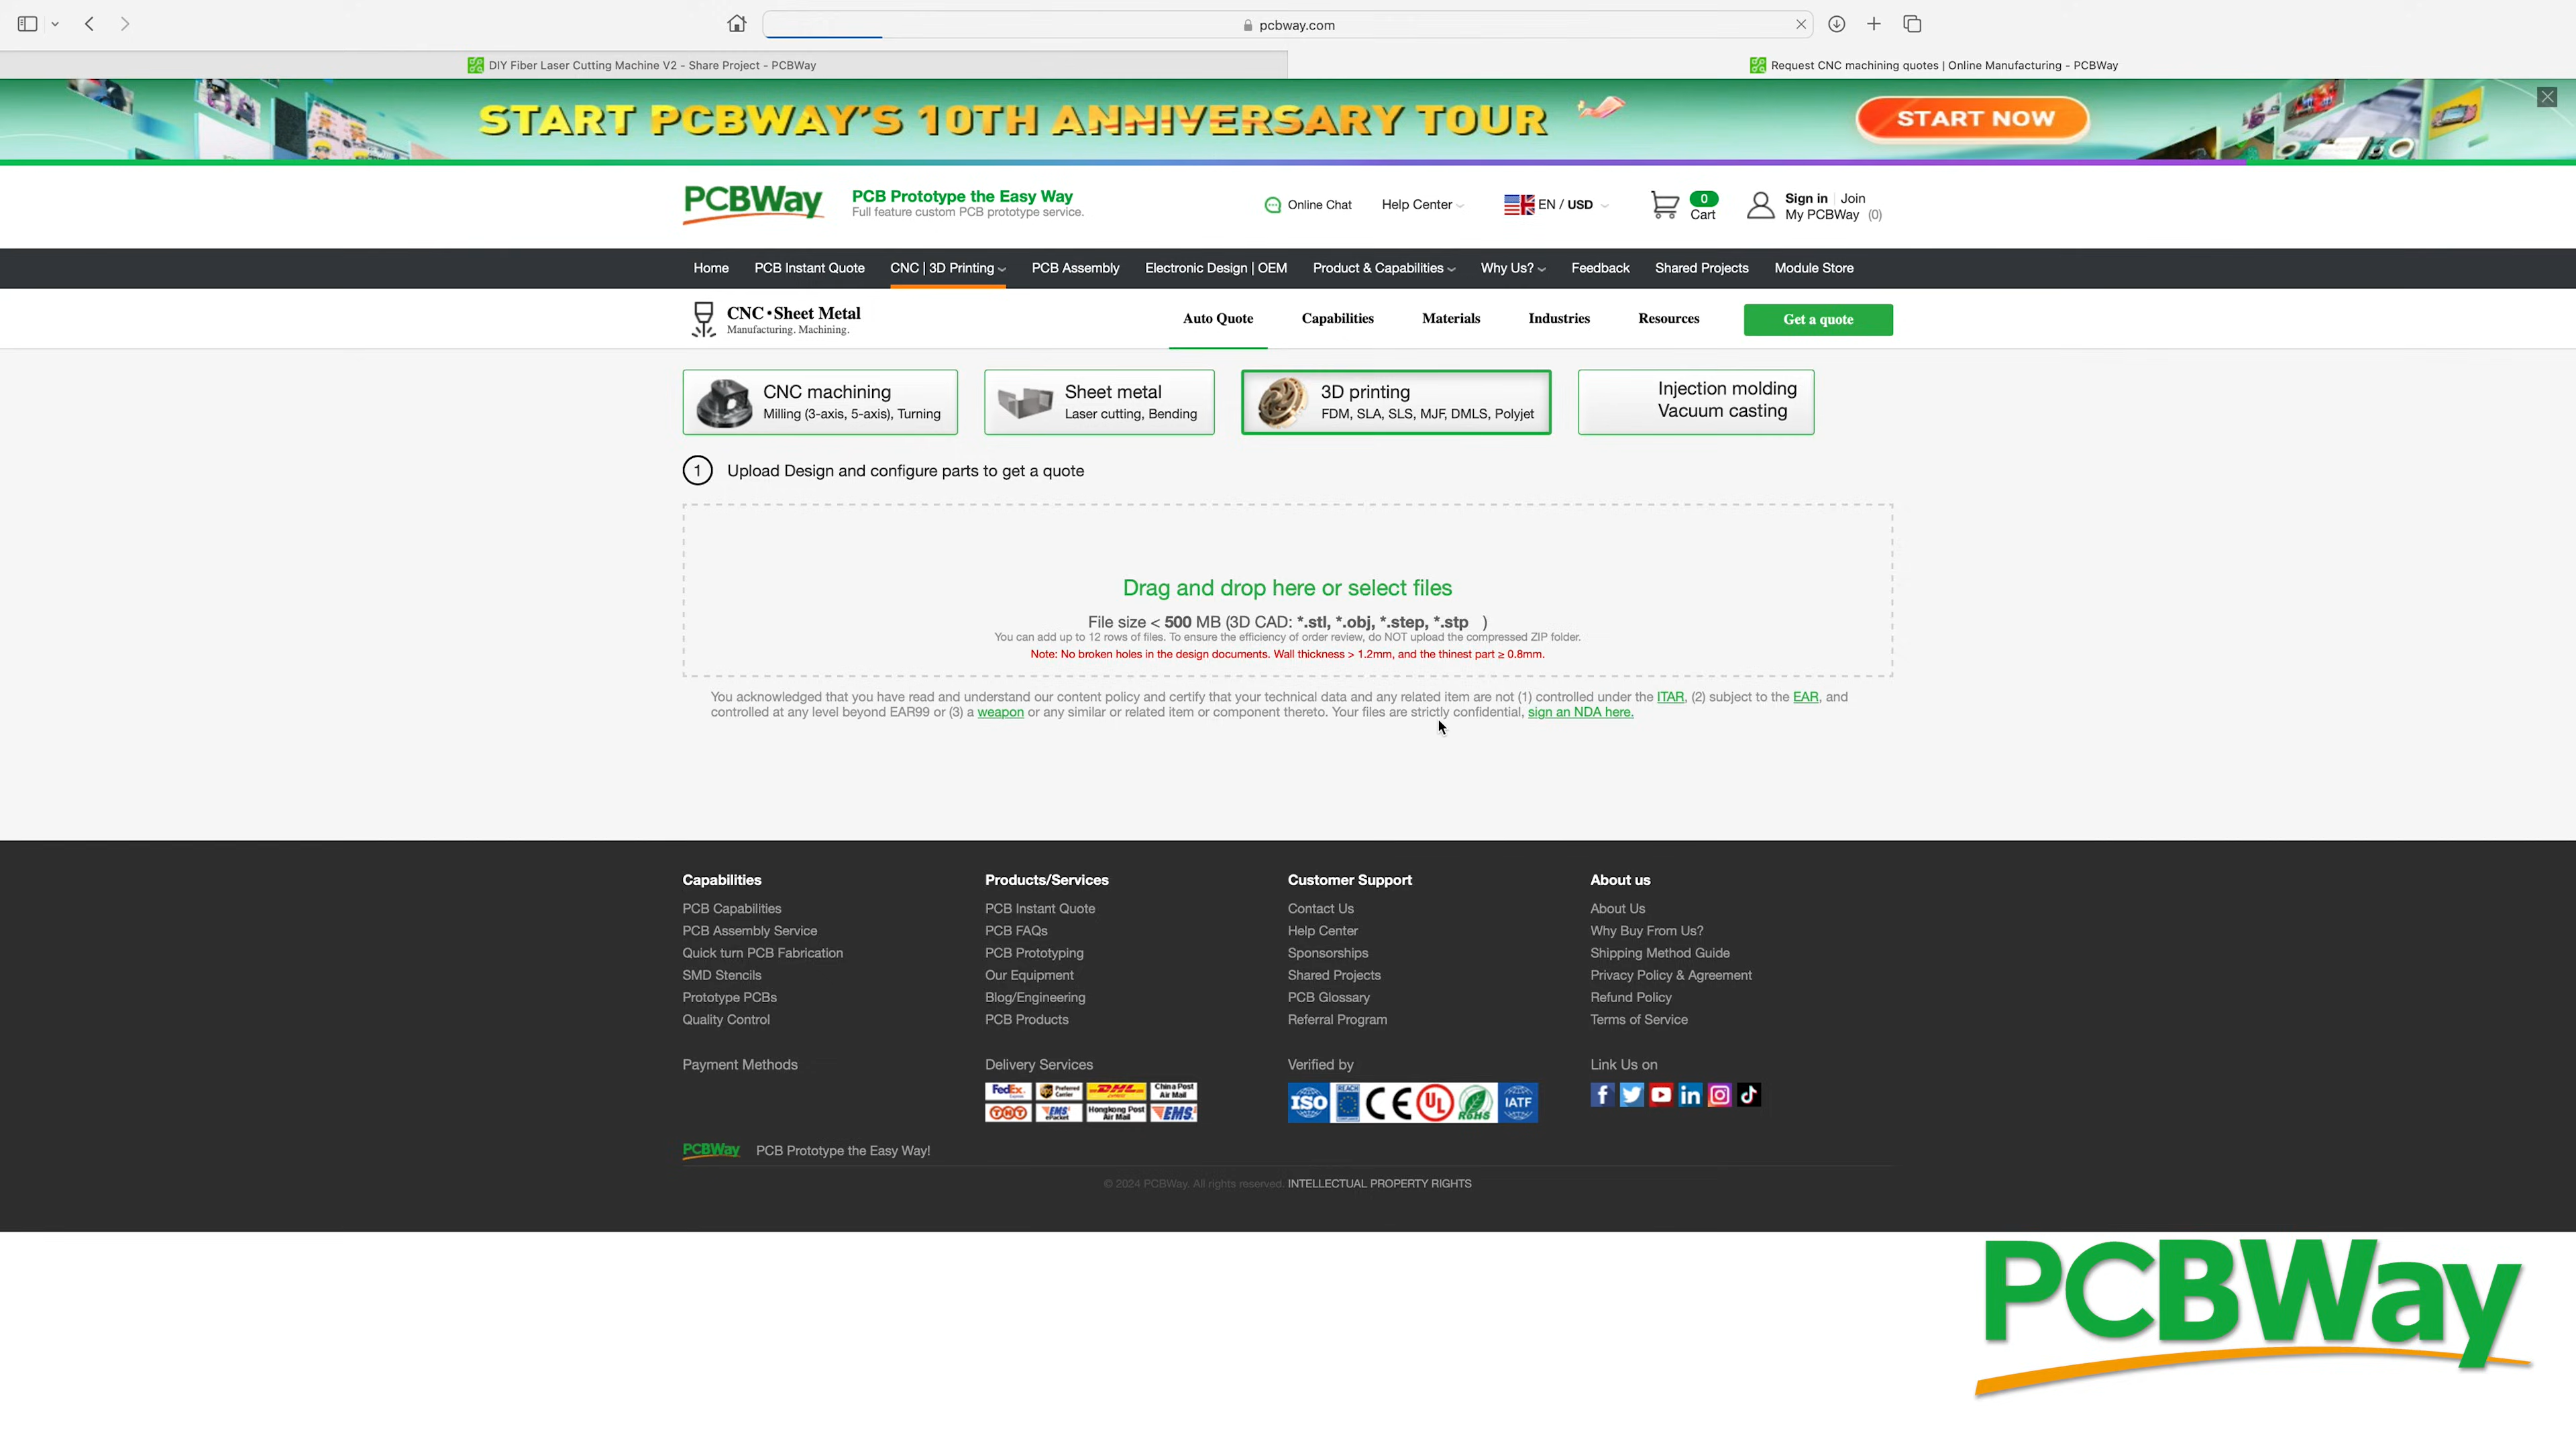 pcbway.com
DIY Fiber Laser Cutting Machine V2 - Share Project - PCBWay
Request CNC machining quotes | Online Manufacturing - PCBWay
START PCBWAY'S 10TH ANNIVERSARY TOUR
START NOW
PCBWay
PCB Prototype the Easy Way
Full feature custom PCB prototype service.
Online Chat
Help Center
EN / USD
0
Cart
Sign in
Join
My PCBWay (0)
Home
PCB Instant Quote
CNC | 3D Printing
PCB Assembly
Electronic Design | OEM
Product & Capabilities
Why Us?
Feedback
Shared Projects
Module Store
CNC•Sheet Metal
Manufacturing. Machining.
Auto Quote
Capabilities
Materials
Industries
Resources
Get a quote
CNC machining
Milling (3-axis, 5-axis), Turning
Sheet metal
Laser cutting, Bending
3D printing
FDM, SLA, SLS, MJF, DMLS, Polyjet
Injection molding
Vacuum casting
1
Upload Design and configure parts to get a quote
Drag and drop here or select files
File size < 500 MB (3D CAD: *.stl, *.obj, *.step, *.stp )
You can add up to 12 rows of files. To ensure the efficiency of order review, do NOT upload the compressed ZIP folder.
Note: No broken holes in the design documents. Wall thickness > 1.2mm, and the thinest part ≥ 0.8mm.
You acknowledged that you have read and understand our content policy and certify that your technical data and any related item are not (1) controlled under the ITAR, (2) subject to the EAR, and
controlled at any level beyond EAR99 or (3) a weapon or any similar or related item or component thereto. Your files are strictly confidential, sign an NDA here.
Capabilities
PCB Capabilities
PCB Assembly Service
Quick turn PCB Fabrication
SMD Stencils
Prototype PCBs
Quality Control
Products/Services
PCB Instant Quote
PCB FAQs
PCB Prototyping
Our Equipment
Blog/Engineering
PCB Products
Customer Support
Contact Us
Help Center
Sponsorships
Shared Projects
PCB Glossary
Referral Program
About us
About Us
Why Buy From Us?
Shipping Method Guide
Privacy Policy & Agreement
Refund Policy
Terms of Service
Payment Methods
Delivery Services
FedEx
Express
Preferred
Carrier
DHL
China Post
Air Mail
TNT
EMS
ePacket
Hongkong Post
Air Mail
EMS
Verified by
ISO
REACH
CE
UL
RoHS
IATF
Link Us on
PCBWay
PCB Prototype the Easy Way!
© 2024 PCBWay. All rights reserved. INTELLECTUAL PROPERTY RIGHTS
PCBWay